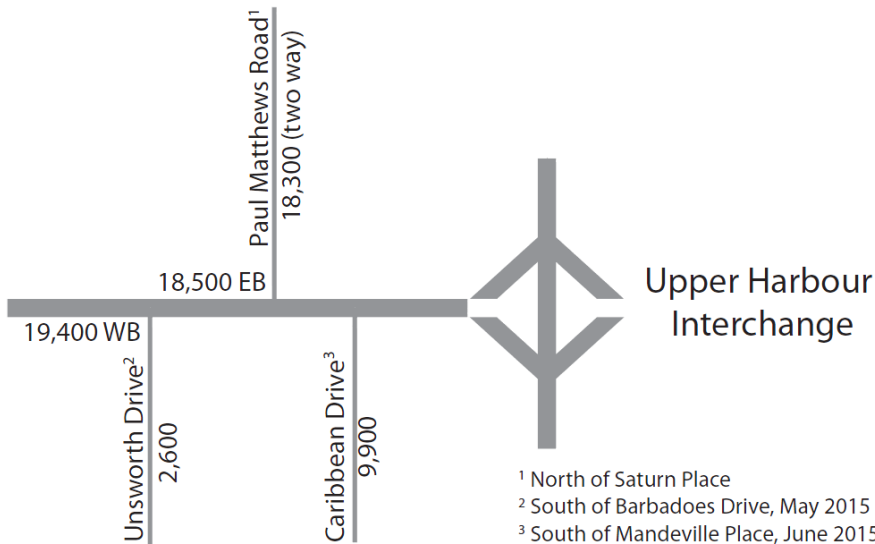 Paul Matthews Road¹
18,300 (two way)
18,500 EB
19,400 WB
Unsworth Drive²
2,600
Caribbean Drive³
9,900
Upper Harbour
Interchange
¹ North of Saturn Place
² South of Barbadoes Drive, May 2015
³ South of Mandeville Place, June 2015